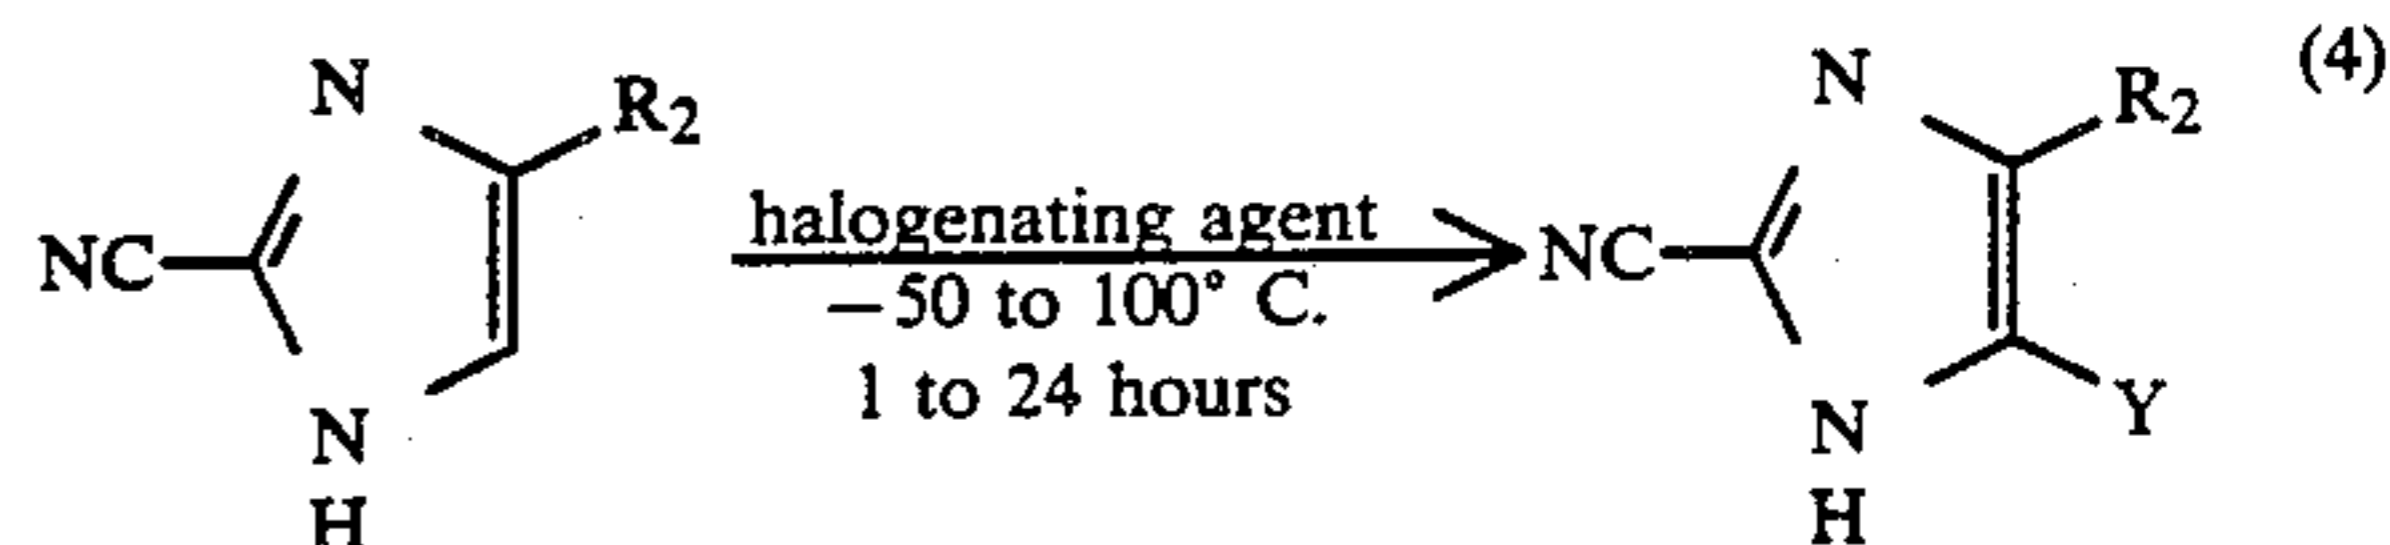 N
R2
NC
N
H
halogenating agent
−50 to 100° C.
1 to 24 hours
N
R2
NC
N
H
Y
(4)